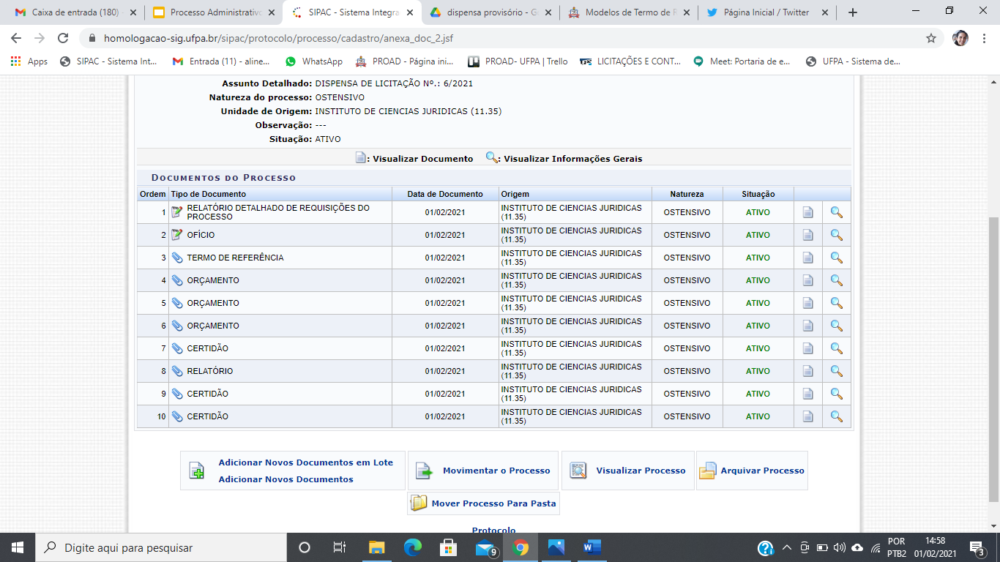 Caixa de entrada (180) -
Processo Administrativo
SIPAC - Sistema Integra
dispensa provisório - Go
Modelos de Termo de R
Página Inicial / Twitter
homologacao-sig.ufpa.br/sipac/protocolo/processo/cadastro/anexa_doc_2.jsf
Apps
SIPAC - Sistema Int...
Entrada (11) - aline...
WhatsApp
PROAD - Página ini...
PROAD- UFPA | Trello
LICITAÇÕES E CONT...
Meet: Portaria de e...
UFPA - Sistema de...
Assunto Detalhado: DISPENSA DE LICITAÇÃO Nº.: 6/2021
Natureza do processo: OSTENSIVO
Unidade de Origem: INSTITUTO DE CIENCIAS JURIDICAS (11.35)
Observação: ---
Situação: ATIVO
: Visualizar Documento : Visualizar Informações Gerais
Documentos do Processo
Ordem Tipo de Documento Data de Documento Origem Natureza Situação
1 RELATÓRIO DETALHADO DE REQUISIÇÕES DO PROCESSO 01/02/2021 INSTITUTO DE CIENCIAS JURIDICAS (11.35) OSTENSIVO ATIVO
2 OFÍCIO 01/02/2021 INSTITUTO DE CIENCIAS JURIDICAS (11.35) OSTENSIVO ATIVO
3 TERMO DE REFERÊNCIA 01/02/2021 INSTITUTO DE CIENCIAS JURIDICAS (11.35) OSTENSIVO ATIVO
4 ORÇAMENTO 01/02/2021 INSTITUTO DE CIENCIAS JURIDICAS (11.35) OSTENSIVO ATIVO
5 ORÇAMENTO 01/02/2021 INSTITUTO DE CIENCIAS JURIDICAS (11.35) OSTENSIVO ATIVO
6 ORÇAMENTO 01/02/2021 INSTITUTO DE CIENCIAS JURIDICAS (11.35) OSTENSIVO ATIVO
7 CERTIDÃO 01/02/2021 INSTITUTO DE CIENCIAS JURIDICAS (11.35) OSTENSIVO ATIVO
8 RELATÓRIO 01/02/2021 INSTITUTO DE CIENCIAS JURIDICAS (11.35) OSTENSIVO ATIVO
9 CERTIDÃO 01/02/2021 INSTITUTO DE CIENCIAS JURIDICAS (11.35) OSTENSIVO ATIVO
10 CERTIDÃO 01/02/2021 INSTITUTO DE CIENCIAS JURIDICAS (11.35) OSTENSIVO ATIVO
Adicionar Novos Documentos em Lote
Adicionar Novos Documentos
Movimentar o Processo
Visualizar Processo
Arquivar Processo
Mover Processo Para Pasta
Protocolo
Digite aqui para pesquisar
9
POR
PTB2
14:58
01/02/2021
3